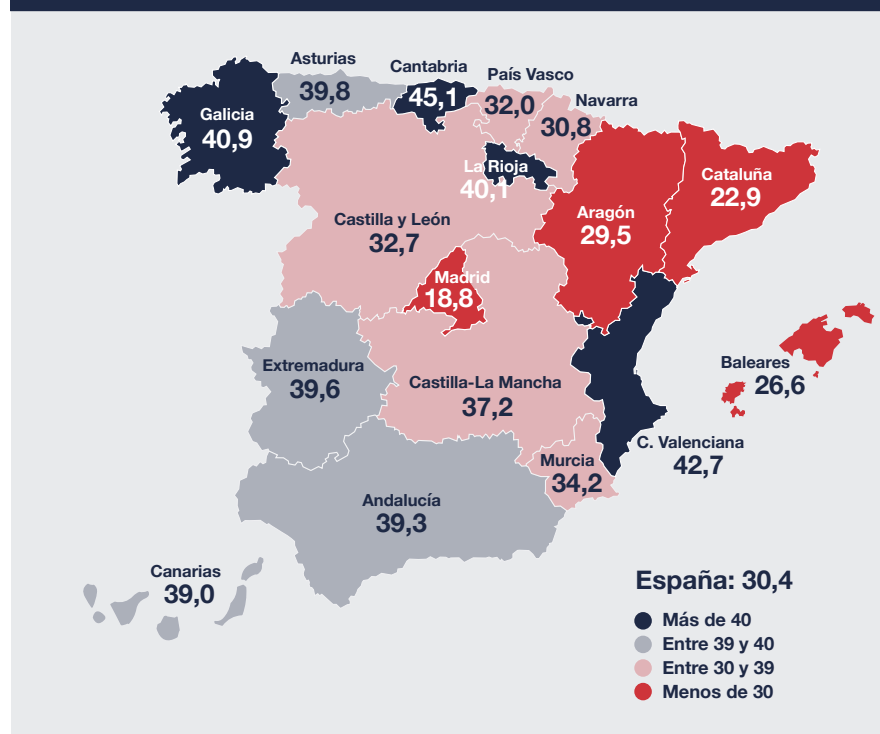 Asturias
39,8
Cantabria
45,1
País Vasco
32,0
Navarra
30,8
Galicia
40,9
La Rioja
40,1
Cataluña
22,9
Aragón
29,5
Castilla y León
32,7
Madrid
18,8
Extremadura
39,6
Castilla-La Mancha
37,2
Baleares
26,6
C. Valenciana
42,7
Murcia
34,2
Andalucía
39,3
Canarias
39,0
España: 30,4
Más de 40
Entre 39 y 40
Entre 30 y 39
Menos de 30